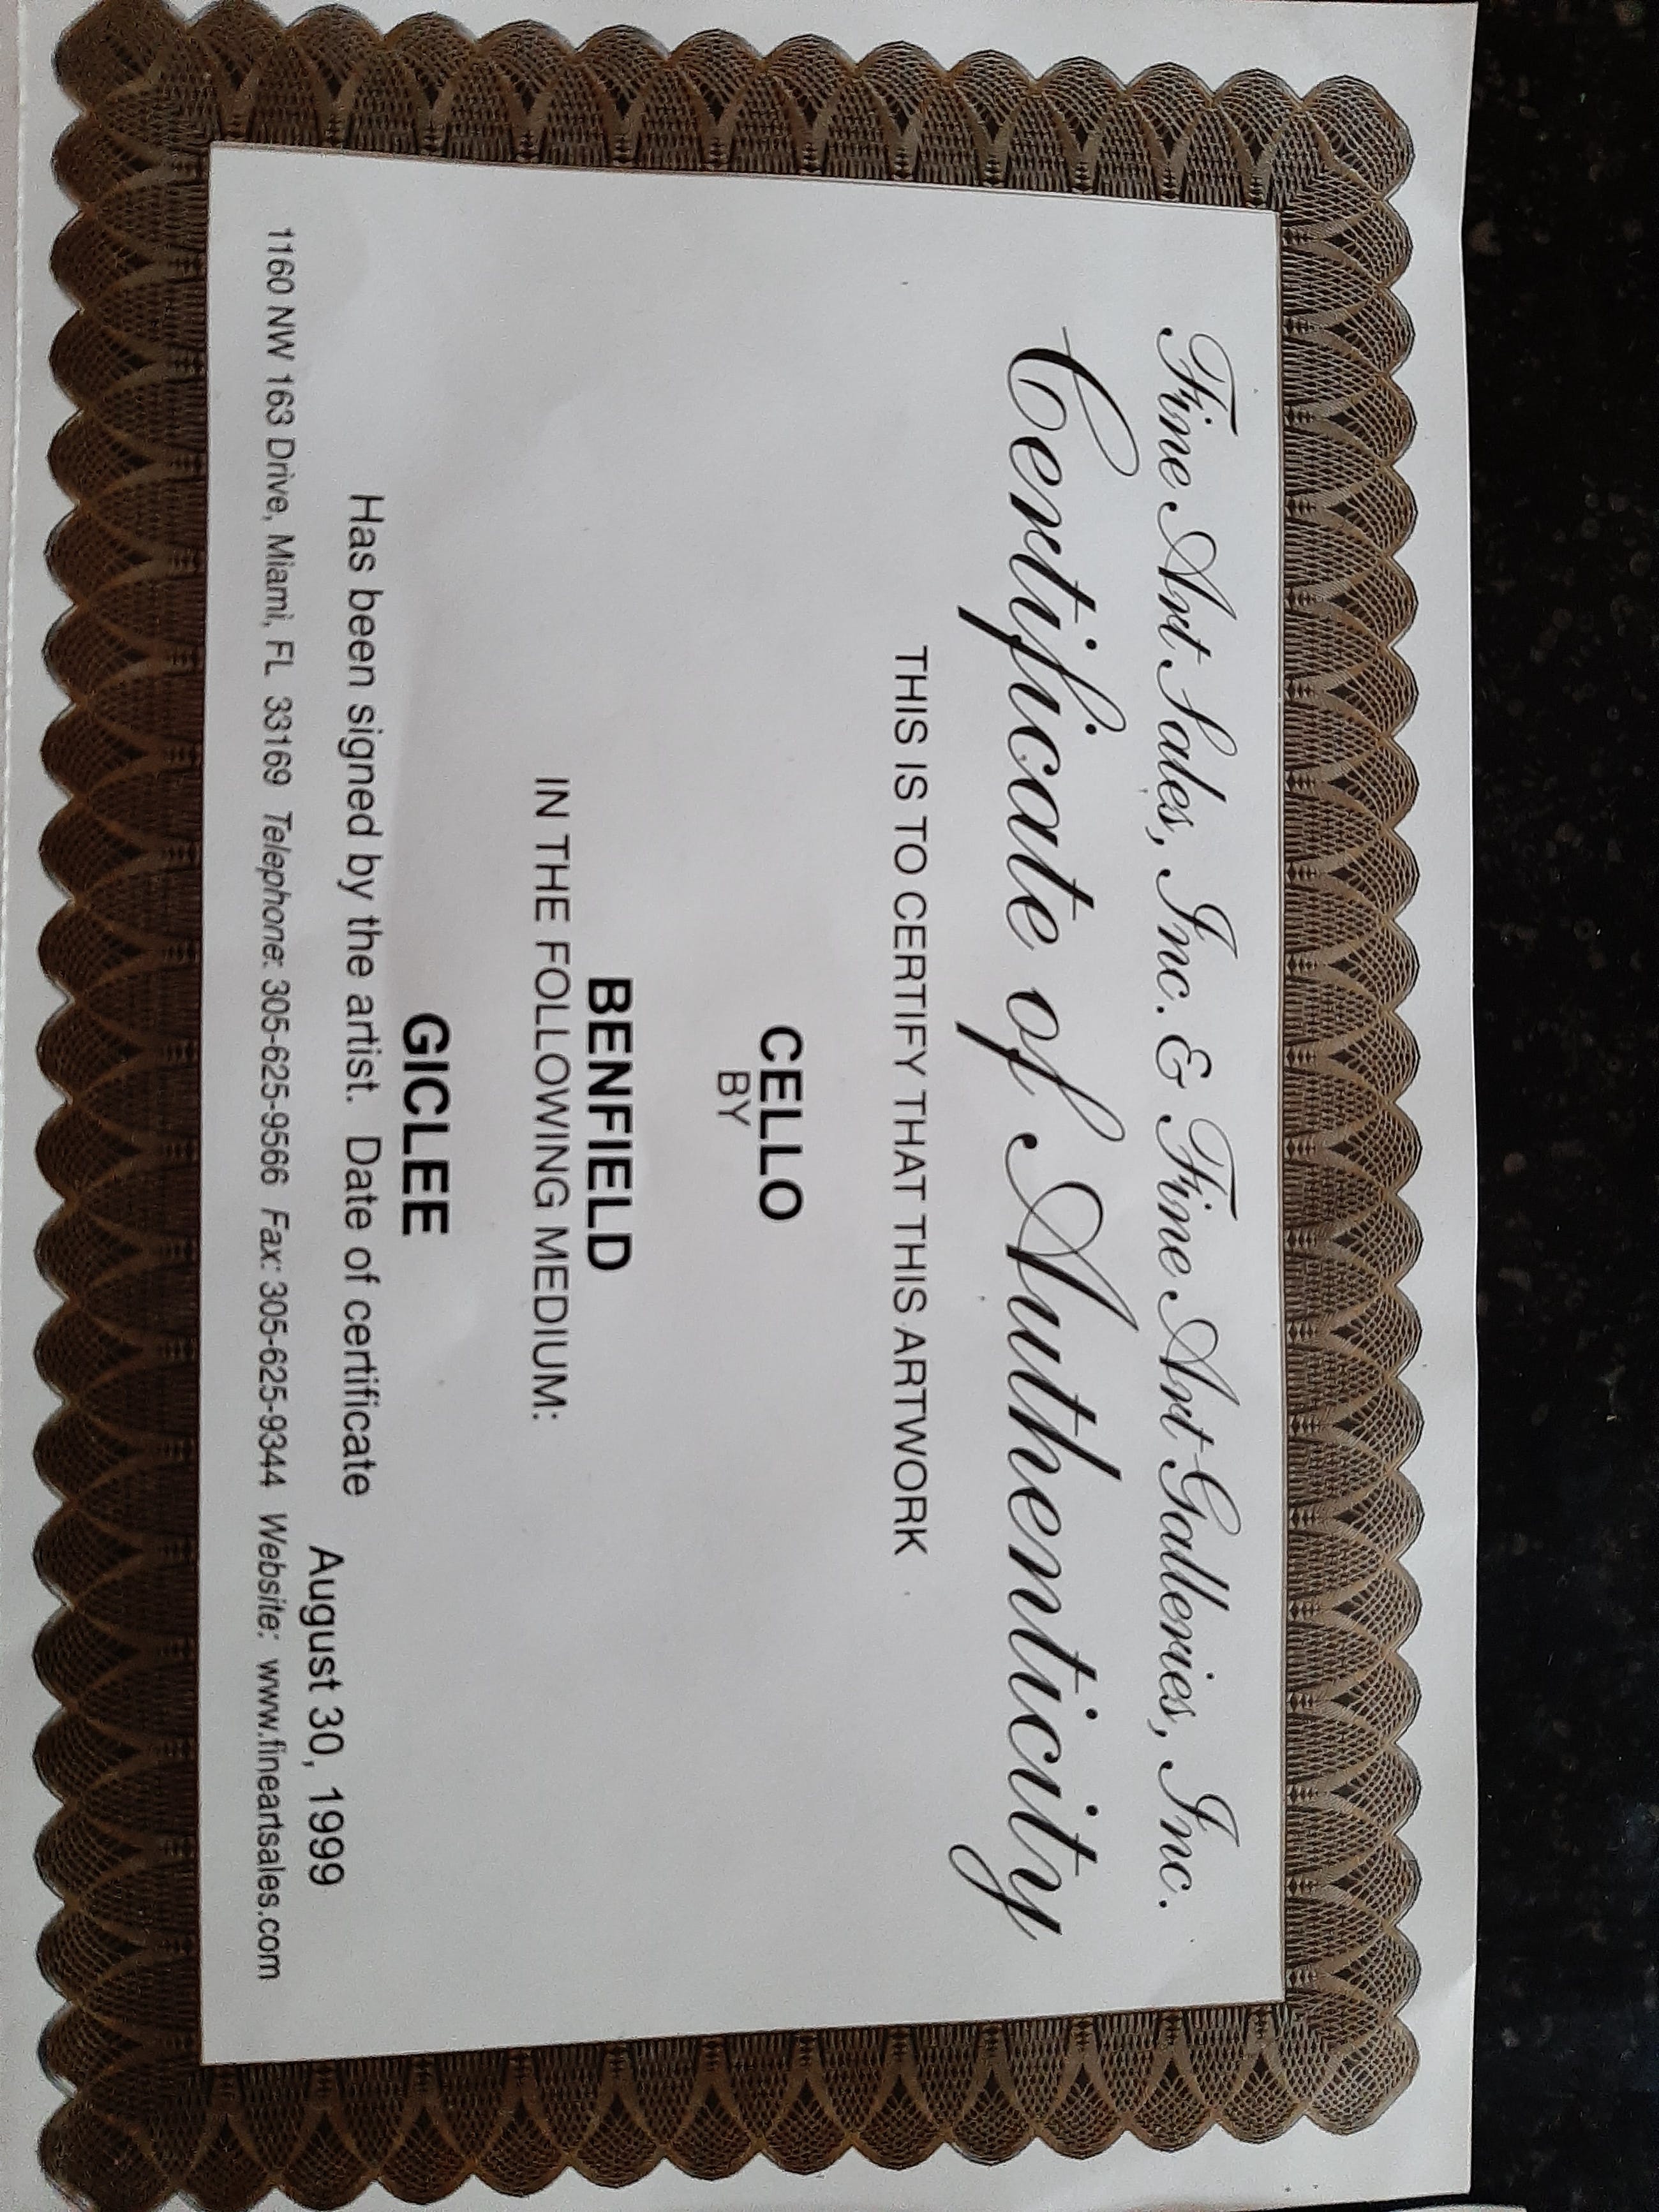 Fine Art Sales, Inc. & Fine Art Galleries, Inc.
Certificate of Authenticity
THIS IS TO CERTIFY THAT THIS ARTWORK
CELLO
BY
BENFIELD
IN THE FOLLOWING MEDIUM:
GICLEE
Has been signed by the artist. Date of certificate August 30, 1999
1160 NW 163 Drive, Miami, FL 33169 Telephone: 305-625-9566 Fax: 305-625-9344 Website: www.fineartsales.com